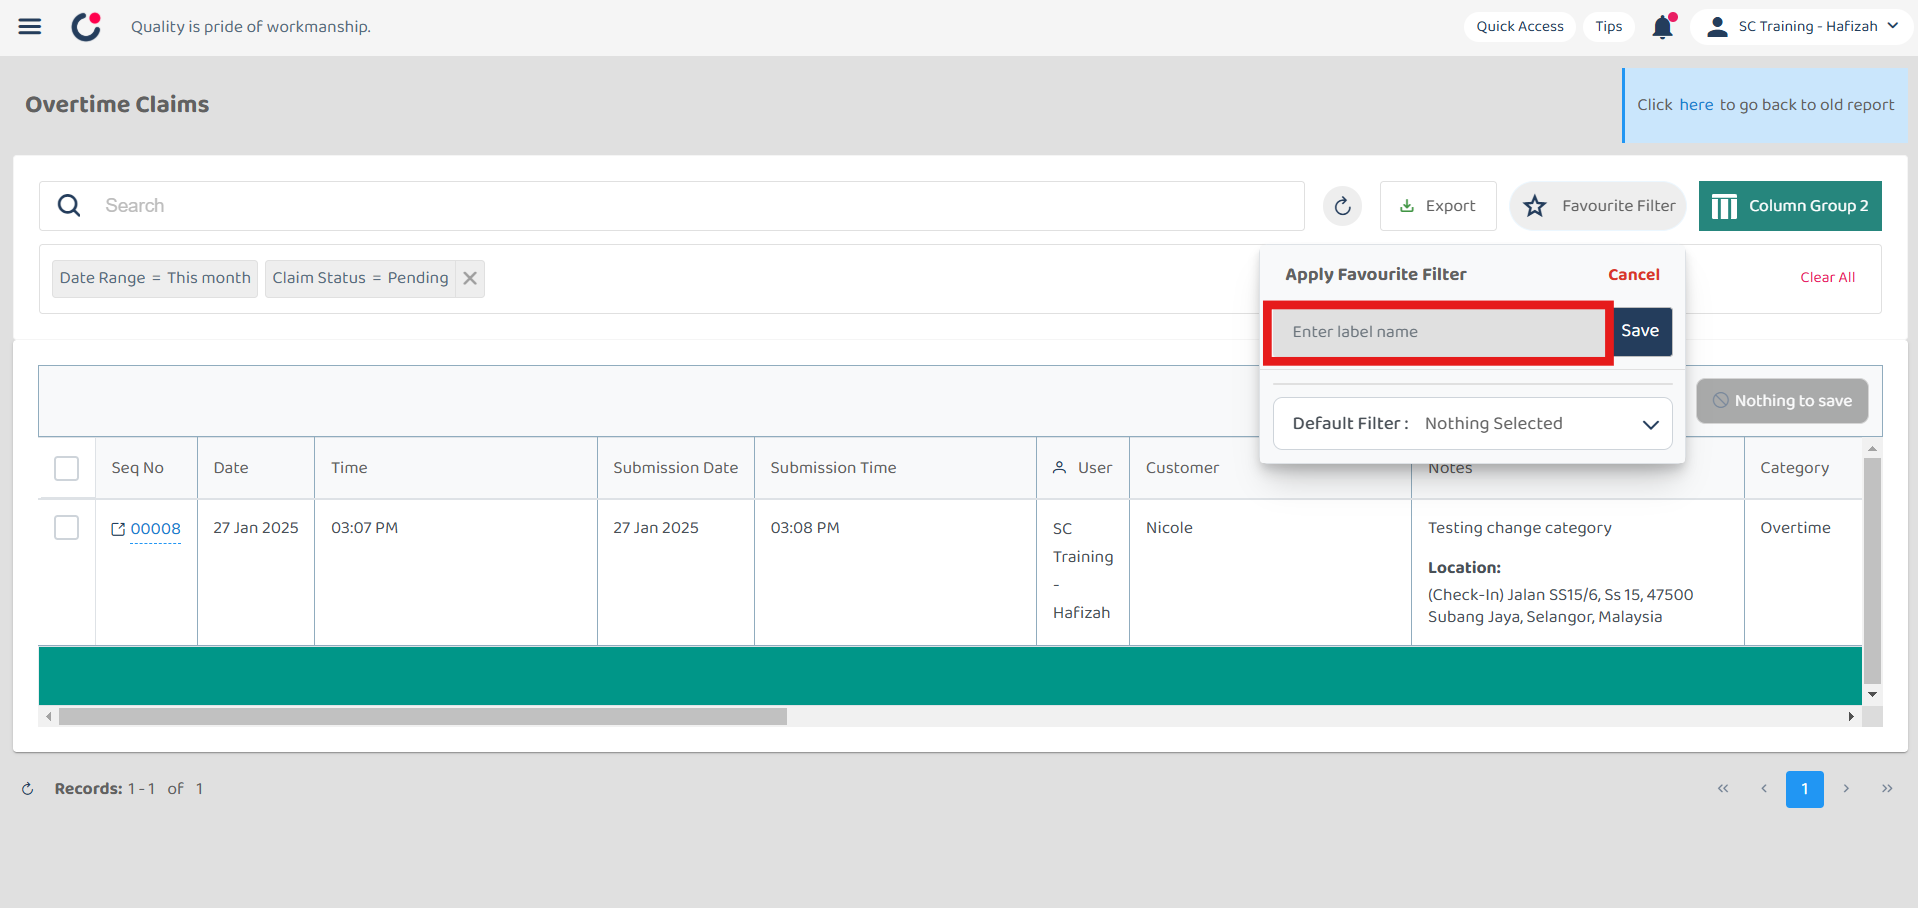 Quality is pride of workmanship.
Quick Access
Tips
SC Training - Hafizah
Overtime Claims
Click here to go back to old report
Search
Export
Favourite Filter
Column Group 2
Date Range = This month
Claim Status = Pending
Clear All
Apply Favourite Filter
Cancel
Enter label name
Save
Default Filter : Nothing Selected
Nothing to save
Seq No
Date
Time
Submission Date
Submission Time
User
Customer
Notes
Category
00008
27 Jan 2025
03:07 PM
27 Jan 2025
03:08 PM
SC
Training
-
Hafizah
Nicole
Testing change category
Location:
(Check-In) Jalan SS15/6, Ss 15, 47500
Subang Jaya, Selangor, Malaysia
Overtime
Records: 1 - 1 of 1
« ‹ 1 › »